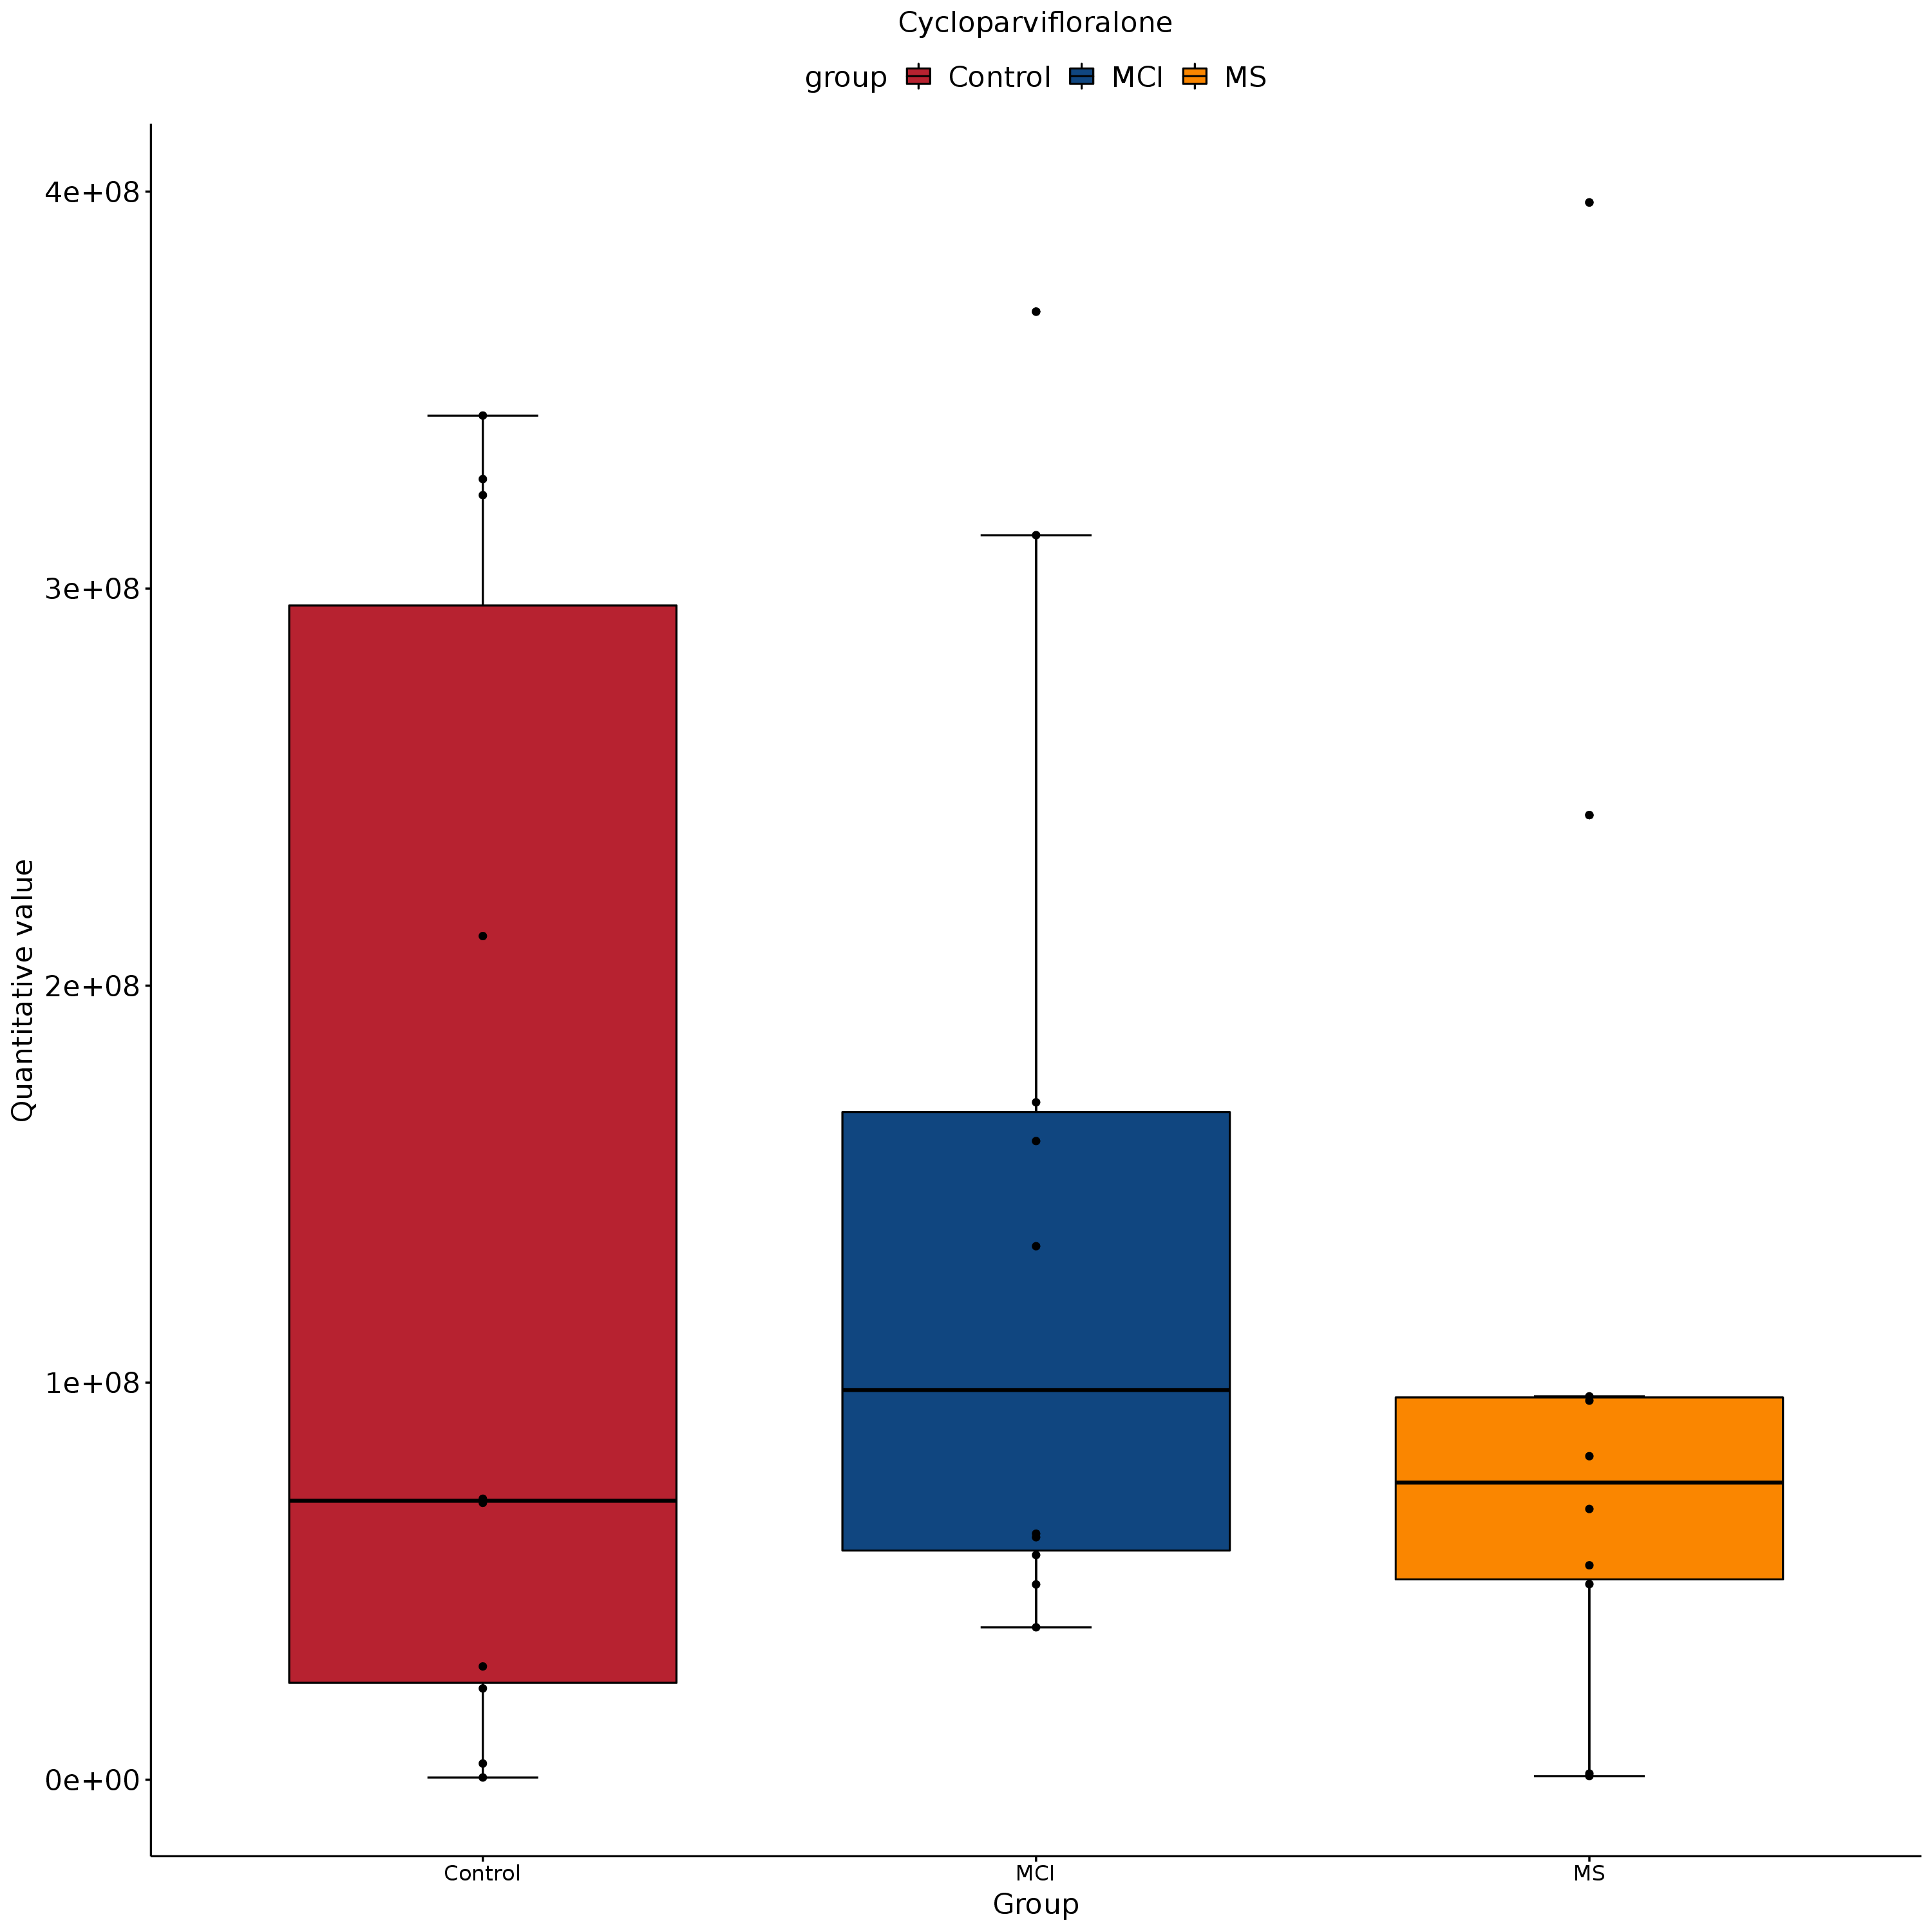 Cycloparvifloralone
group Control MCI MS
4e+08
3e+08
2e+08
1e+08
0e+00
Quantitative value
Control MCI MS
Group